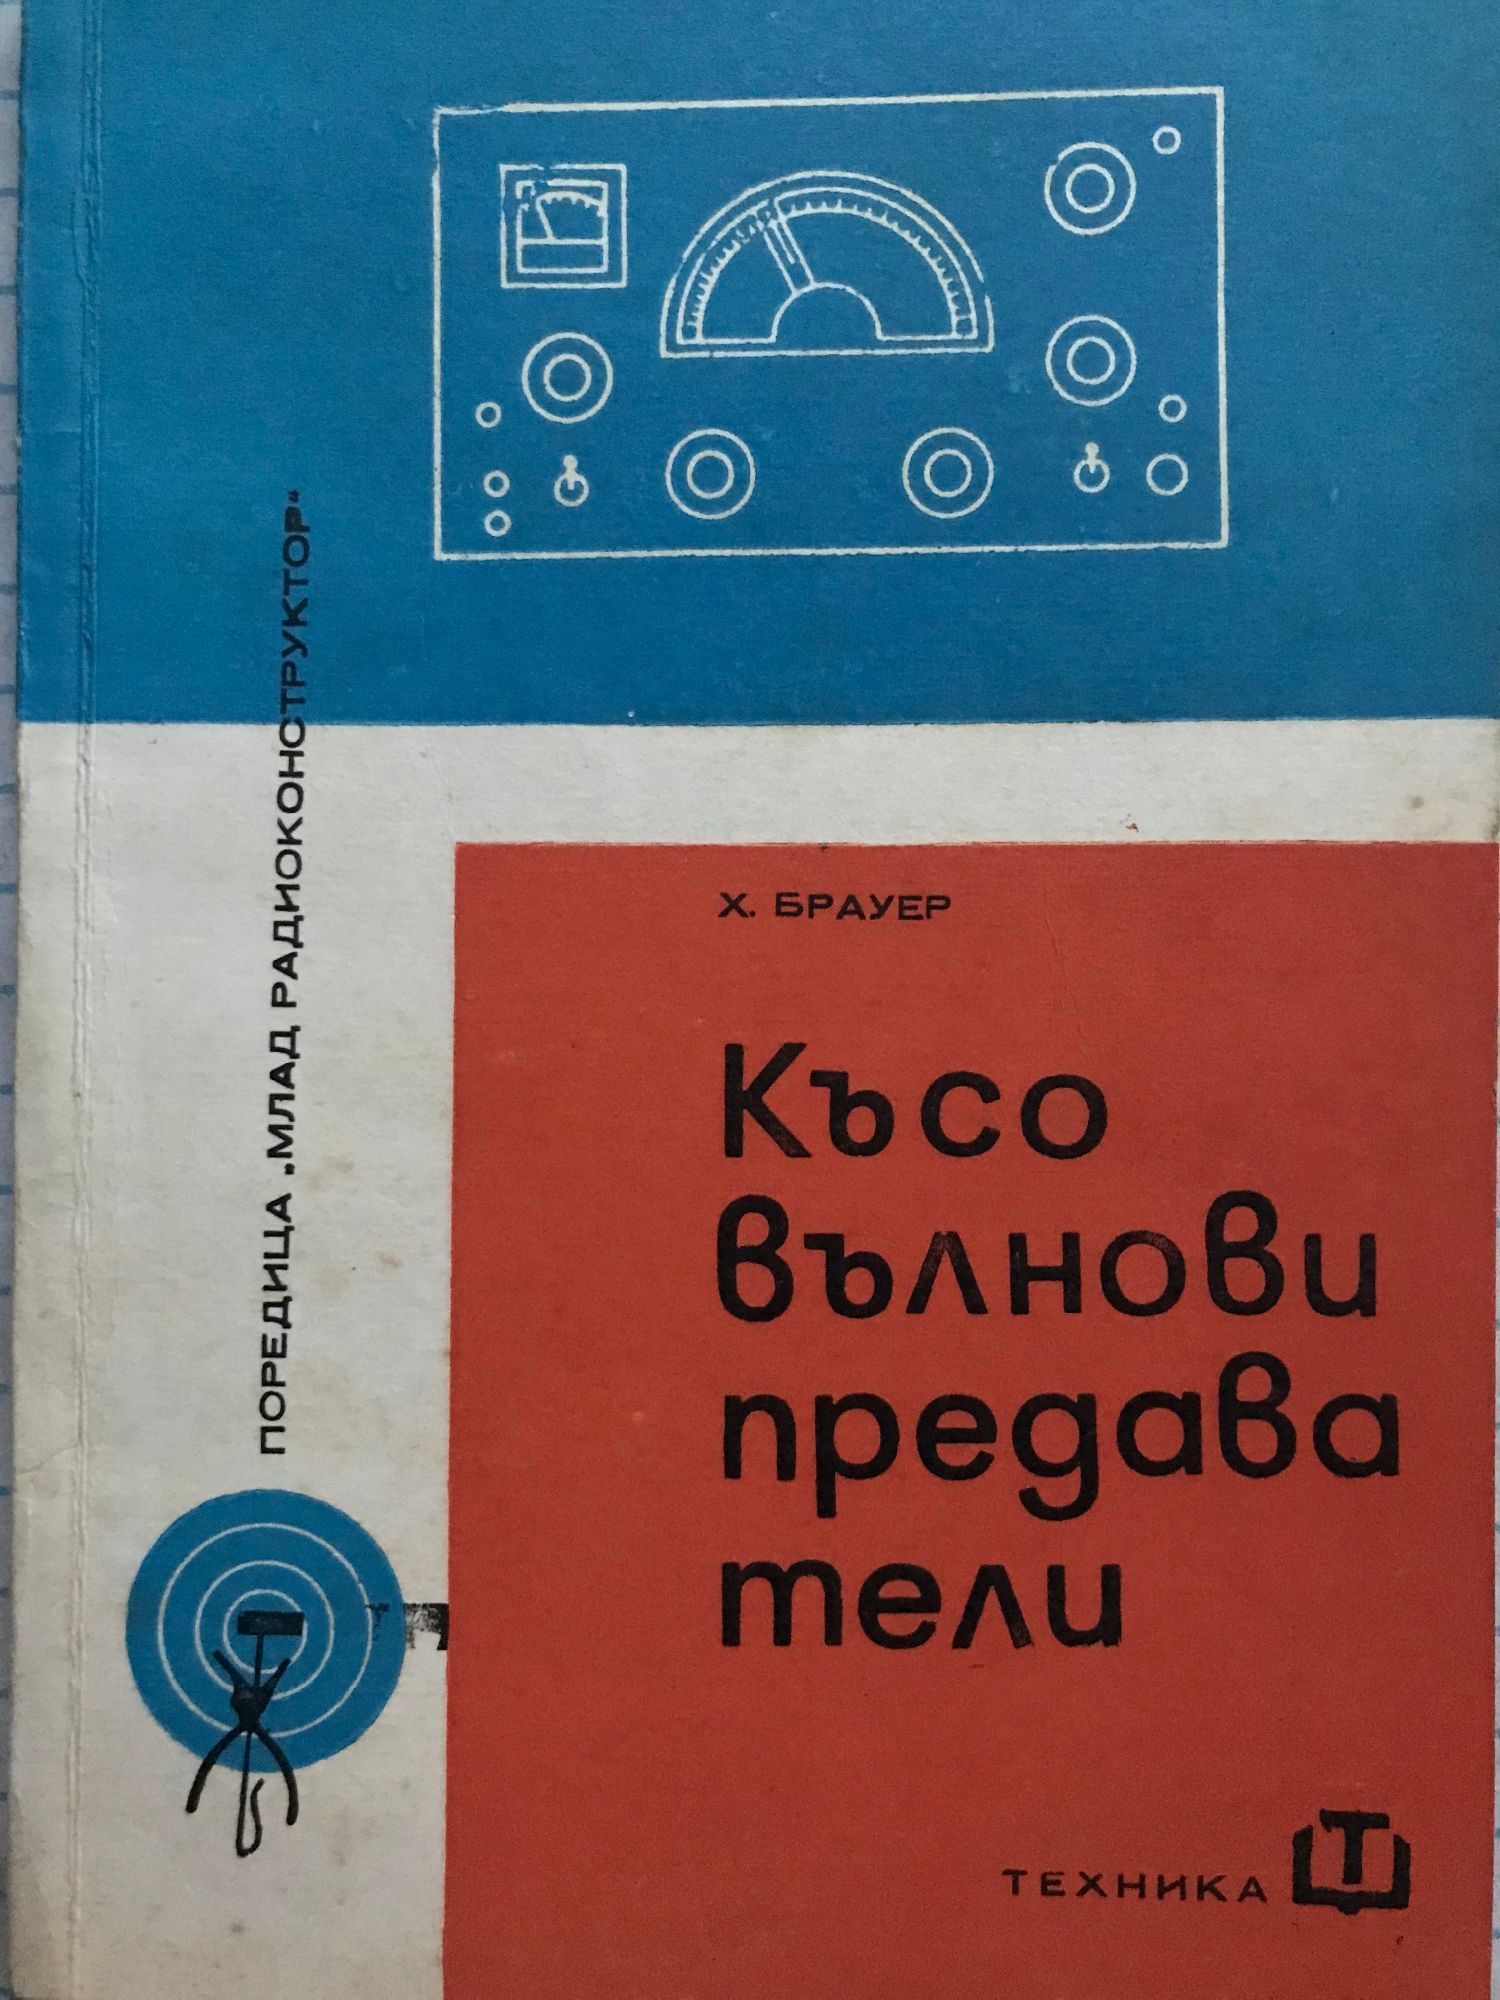 ПОРЕДИЦА „МЛАД РАДИОКОНСТРУКТОР“
Х. БРАУЕР
Късо
вълнови
предава
тели
ТЕХНИКА
Т